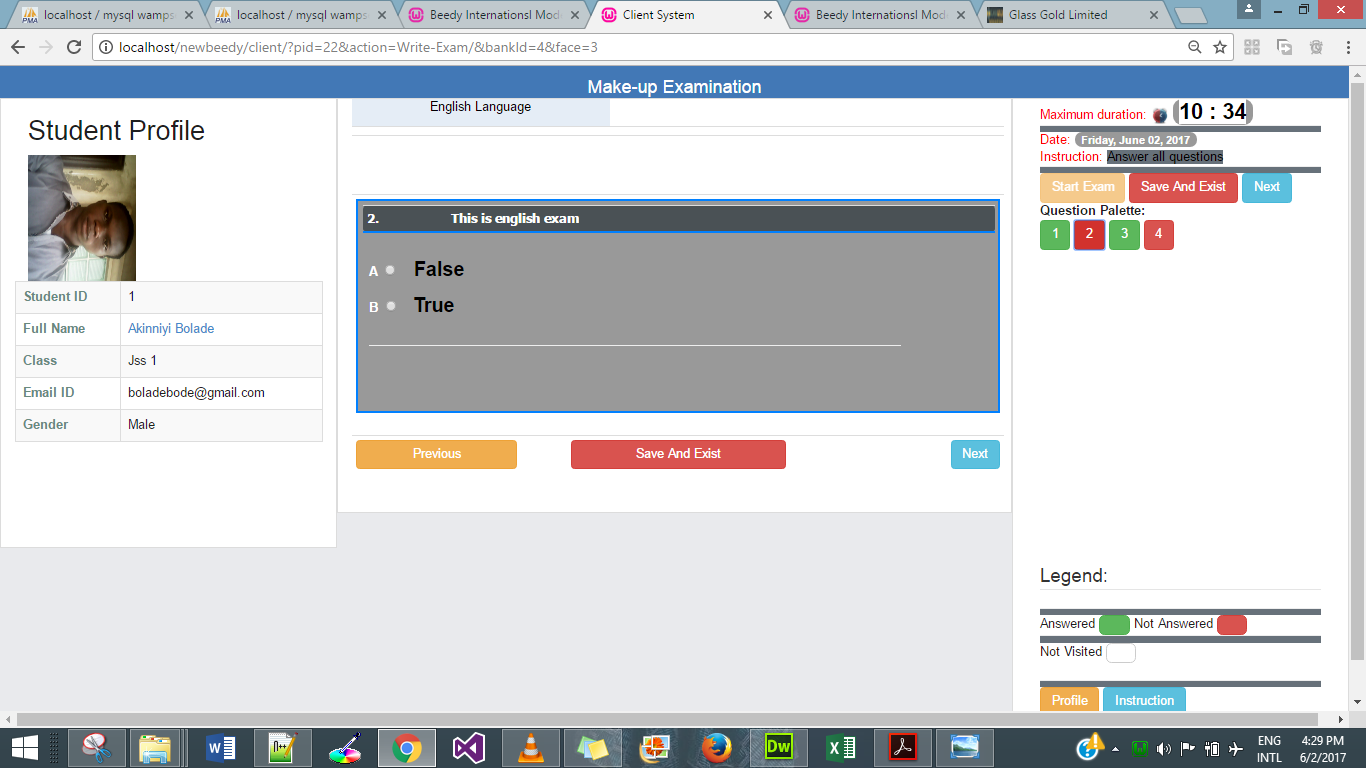 localhost / mysql wamps
localhost / mysql wamps
Beedy Internationsl Mod
Client System
Beedy Internationsl Mod
Glass Gold Limited
localhost/newbeedy/client/?pid=22&action=Write-Exam/&bankId=4&face=3
Make-up Examination
Student Profile
Student ID 1
Full Name Akinniyi Bolade
Class Jss 1
Email ID boladebode@gmail.com
Gender Male
English Language
2. This is english exam
A False
B True
Previous Save And Exist Next
Maximum duration: 10 : 34
Date: Friday, June 02, 2017
Instruction: Answer all questions
Start Exam Save And Exist Next
Question Palette:
1 2 3 4
Legend:
Answered Not Answered
Not Visited
Profile Instruction
ENG 4:29 PM
INTL 6/2/2017